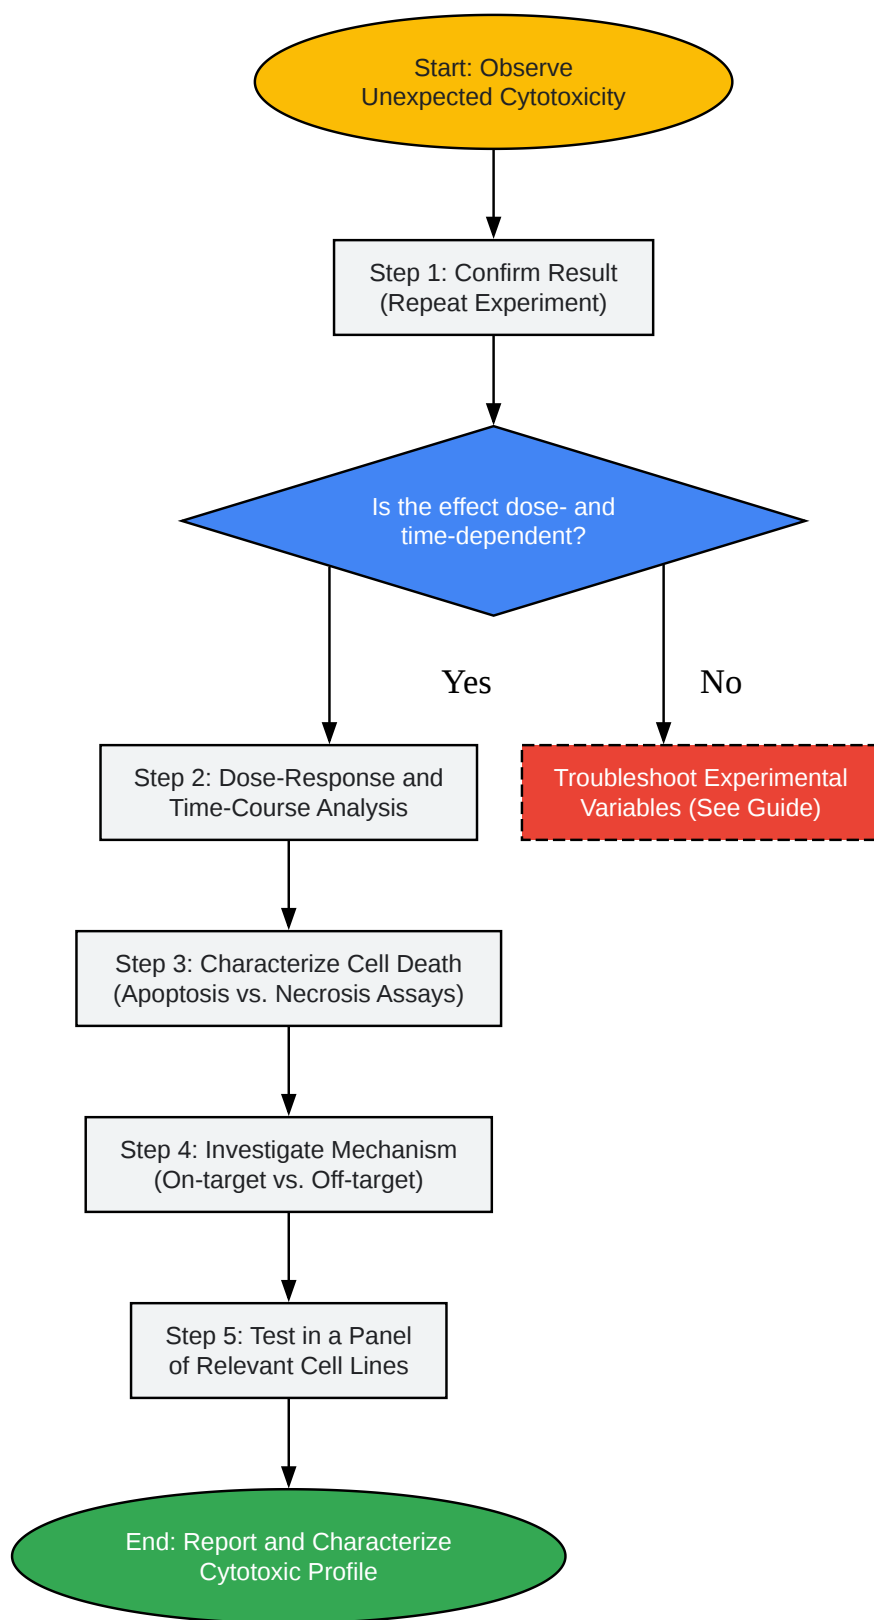 Start: Observe
Unexpected Cytotoxicity
Step 1: Confirm Result
(Repeat Experiment)
Is the effect dose- and
time-dependent?
Yes
No
Step 2: Dose-Response and
Time-Course Analysis
Troubleshoot Experimental
Variables (See Guide)
Step 3: Characterize Cell Death
(Apoptosis vs. Necrosis Assays)
Step 4: Investigate Mechanism
(On-target vs. Off-target)
Step 5: Test in a Panel
of Relevant Cell Lines
End: Report and Characterize
Cytotoxic Profile